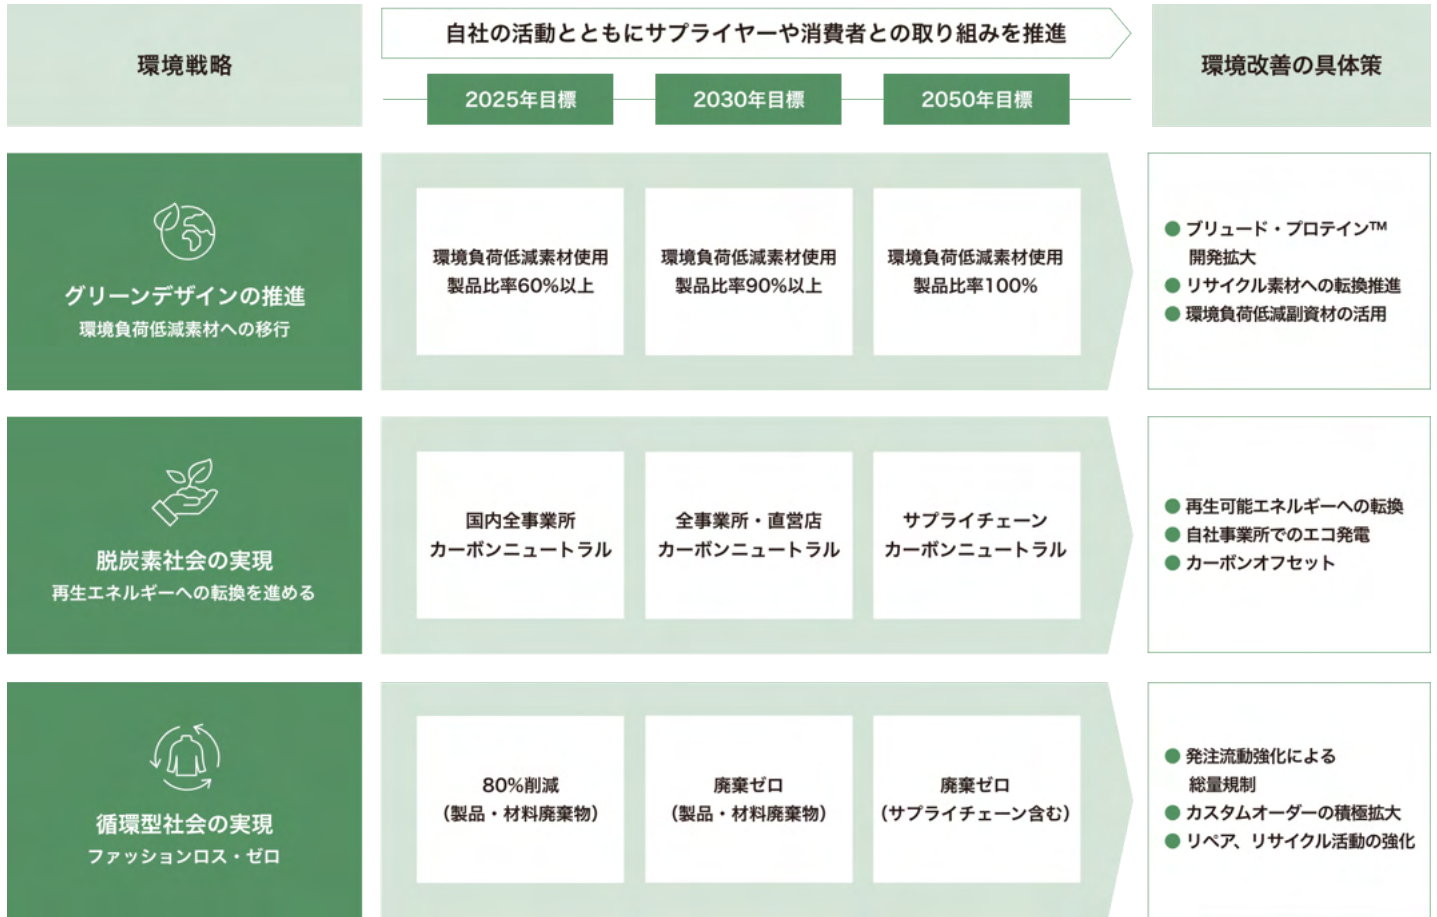 環境戦略
自社の活動とともにサプライヤーや消費者との取り組みを推進
2025年目標
2030年目標
2050年目標
環境改善の具体策
グリーンデザインの推進
環境負荷低減素材への移行
環境負荷低減素材使用
製品比率60%以上
環境負荷低減素材使用
製品比率90%以上
環境負荷低減素材使用
製品比率100%
● ブリュード・プロテイン™
開発拡大
● リサイクル素材への転換推進
● 環境負荷低減副資材の活用
脱炭素社会の実現
再生エネルギーへの転換を進める
国内全事業所
カーボンニュートラル
全事業所・直営店
カーボンニュートラル
サプライチェーン
カーボンニュートラル
● 再生可能エネルギーへの転換
● 自社事業所でのエコ発電
● カーボンオフセット
循環型社会の実現
ファッションロス・ゼロ
80%削減
（製品・材料廃棄物）
廃棄ゼロ
（製品・材料廃棄物）
廃棄ゼロ
（サプライチェーン含む）
● 発注流動強化による
総量規制
● カスタムオーダーの積極拡大
● リペア、リサイクル活動の強化